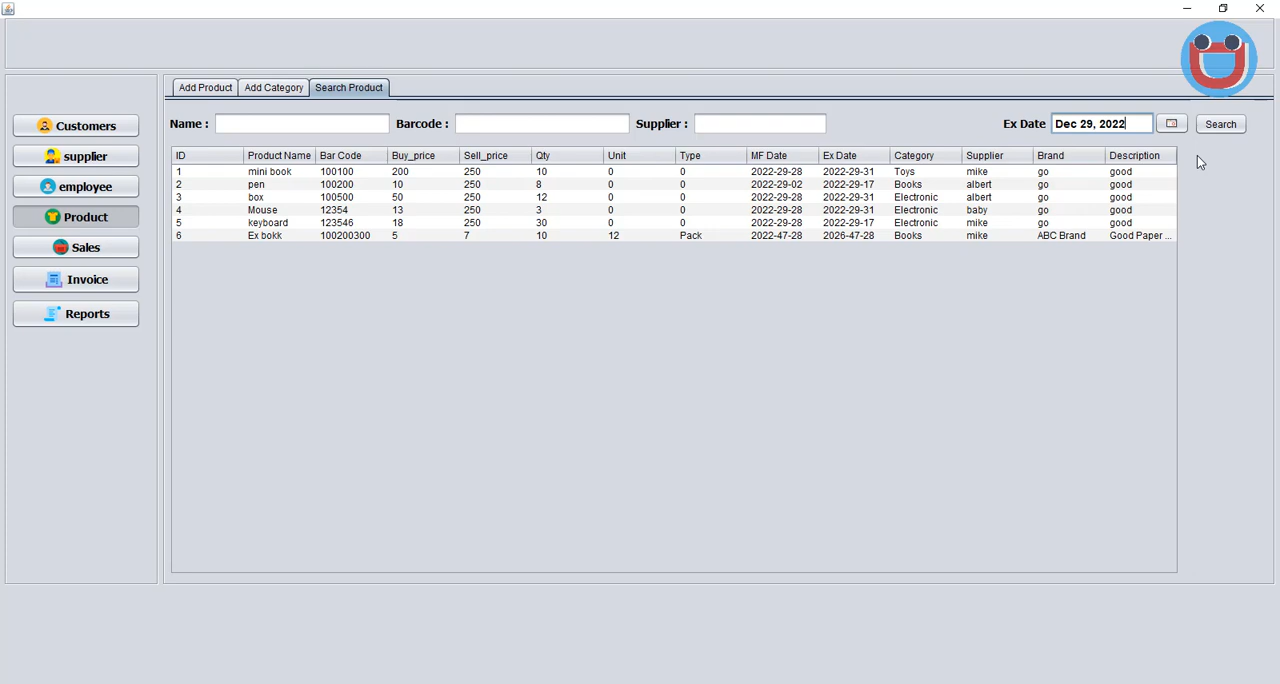 Add Product Add Category Search Product
Customers
supplier
employee
Product
Sales
Invoice
Reports
Name : Barcode : Supplier : Ex Date Dec 29, 2022 Search
ID Product Name Bar Code Buy_price Sell_price Qty Unit Type MF Date Ex Date Category Supplier Brand Description
1 mini book 100100 200 250 10 0 0 2022-29-28 2022-29-31 Toys mike go good
2 pen 100200 10 250 8 0 0 2022-29-02 2022-29-17 Books albert go good
3 box 100500 50 250 12 0 0 2022-29-28 2022-29-31 Electronic albert go good
4 Mouse 12354 13 250 3 0 0 2022-29-28 2022-29-31 Electronic baby go good
5 keyboard 123546 18 250 30 0 0 2022-29-28 2022-29-17 Electronic mike go good
6 Ex bokk 100200300 5 7 10 12 Pack 2022-47-28 2026-47-28 Books mike ABC Brand Good Paper ...